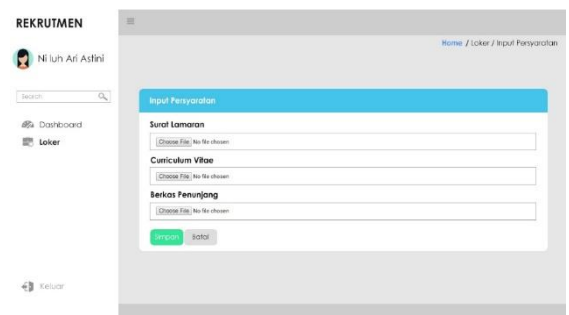 REKRUTMEN
Ni luh Ari Astini
Search
Dashboard
Loker
Keluar
Home / Loker / Input Persyaratan
Input Persyaratan
Surat Lamaran
Choose File No file chosen
Curriculum Vitae
Choose File No file chosen
Berkas Penunjang
Choose File No file chosen
Simpan Batal